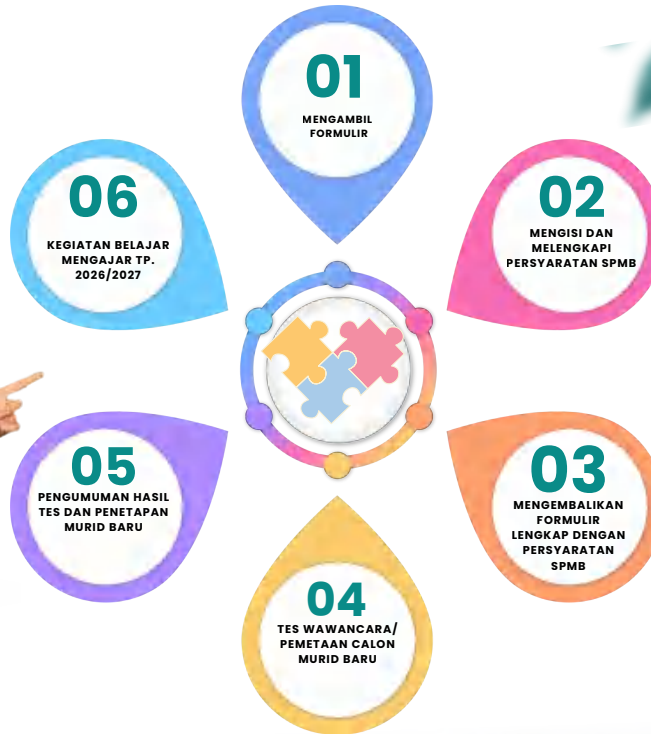 01
MENGAMBIL
FORMULIR
02
MENGISI DAN
MELENGKAPI
PERSYARATAN SPMB
03
MENGEMBALIKAN
FORMULIR
LENGKAP DENGAN
PERSYARATAN
SPMB
04
TES WAWANCARA/
PEMETAAN CALON
MURID BARU
05
PENGUMUMAN HASIL
TES DAN PENETAPAN
MURID BARU
06
KEGIATAN BELAJAR
MENGAJAR TP.
2026/2027